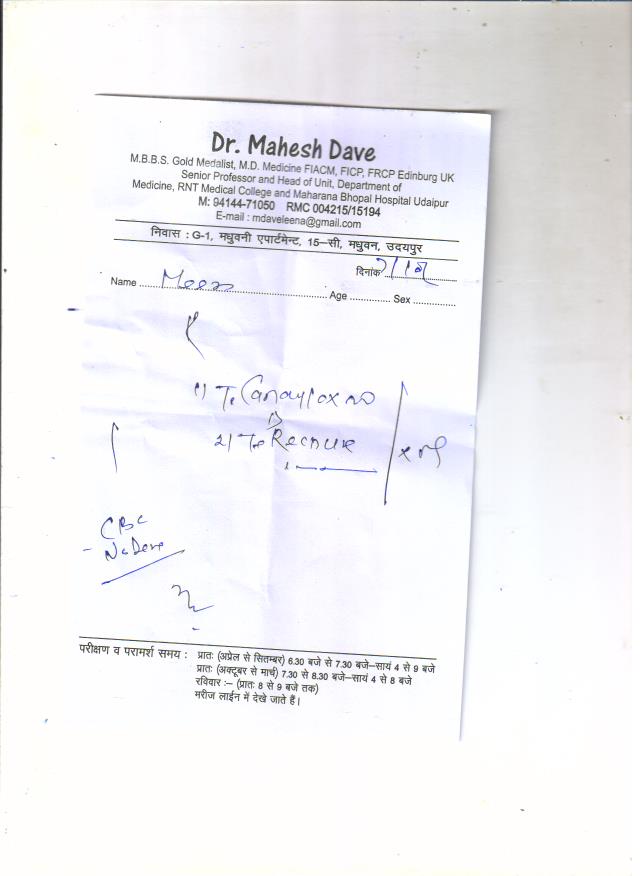 Dr. Mahesh Dave
M.B.B.S. Gold Medalist, M.D. Medicine FIACM, FICP, FRCP Edinburg UK
Senior Professor and Head of Unit, Department of
Medicine, RNT Medical College and Maharana Bhopal Hospital Udaipur
M: 94144-71050 RMC 004215/15194
E-mail : mdaveleena@gmail.com
निवास : G-1, मधुवनी एपार्टमेन्ट, 15–सी, मधुवन, उदयपुर
दिनांक
Name Meera Age Sex
1) T.
2) T.
CBC
परीक्षण व परामर्श समय : प्रातः (अप्रेल से सितम्बर) 6.30 बजे से 7.30 बजे–सायं 4 से 9 बजे
प्रातः (अक्टूबर से मार्च) 7.30 से 8.30 बजे–सायं 4 से 8 बजे
रविवार :– (प्रातः 8 से 9 बजे तक)
मरीज लाईन में देखे जाते हैं।